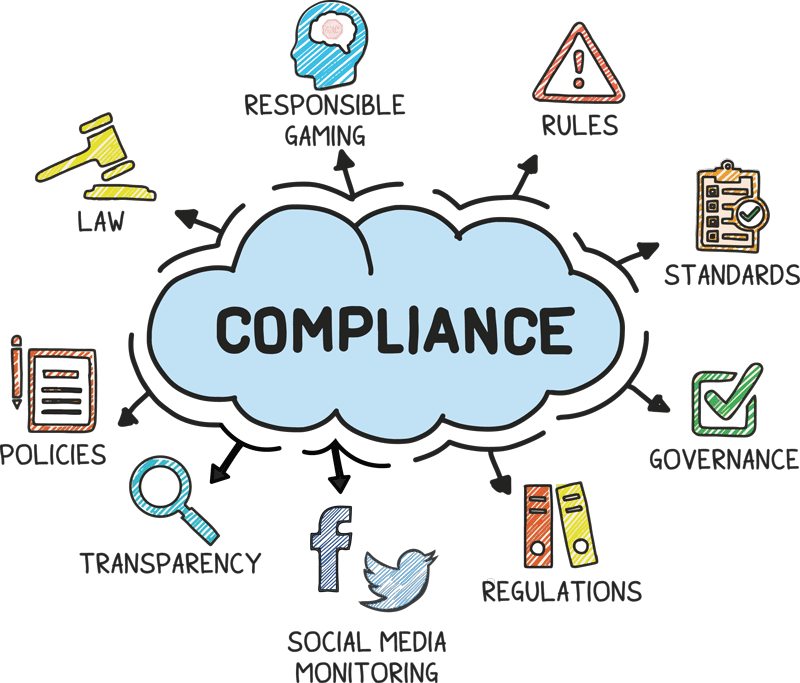 RESPONSIBLE
GAMING
RULES
LAW
STANDARDS
COMPLIANCE
POLICIES
GOVERNANCE
TRANSPARENCY
REGULATIONS
SOCIAL MEDIA
MONITORING